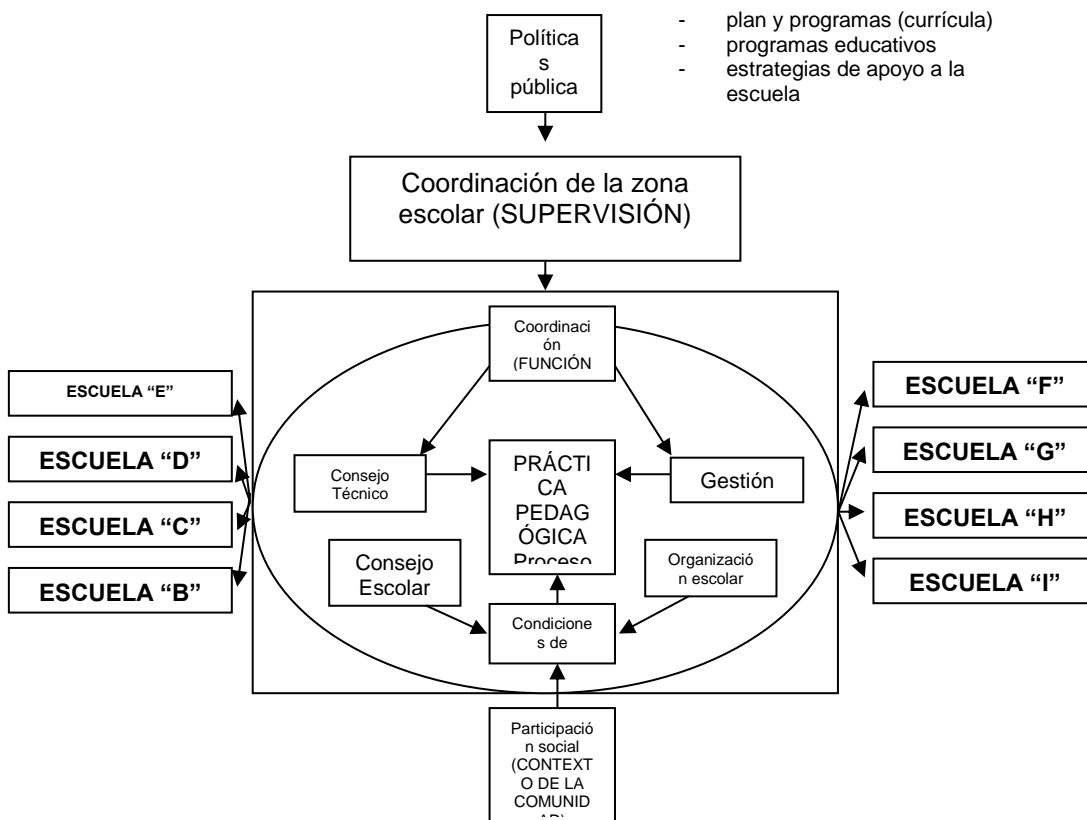 Política
s
pública
- plan y programas (currícula)
- programas educativos
- estrategias de apoyo a la
escuela
Coordinación de la zona
escolar (SUPERVISIÓN)
Coordinaci
ón
(FUNCIÓN
ESCUELA “E”
ESCUELA “D”
ESCUELA “C”
ESCUELA “B”
Consejo
Técnico
PRÁCTI
CA
PEDAG
ÓGICA
Proceso
Gestión
Consejo
Escolar
Organizació
n escolar
Condicione
s de
ESCUELA “F”
ESCUELA “G”
ESCUELA “H”
ESCUELA “I”
Participació
n social
(CONTEXT
O DE LA
COMUNID
AD)